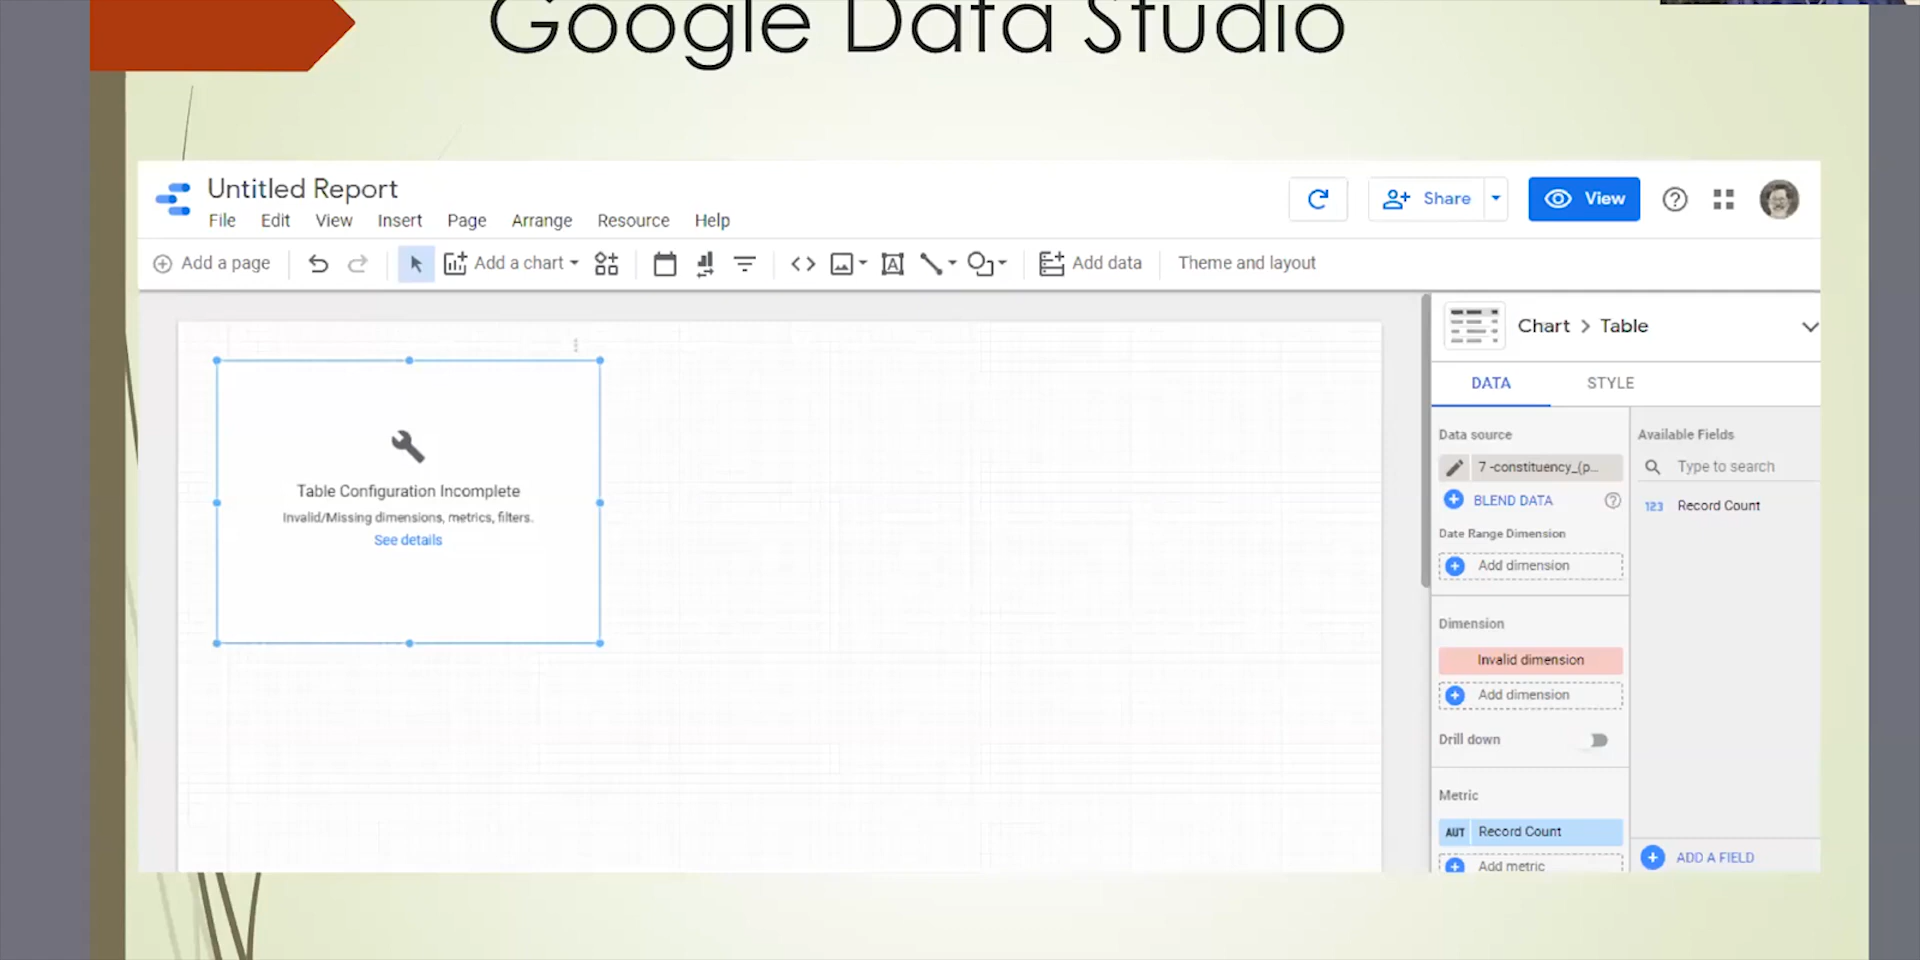 Google Data Studio
Untitled Report
Share
View
File Edit View Insert Page Arrange Resource Help
Add a page
Add a chart
Add data
Theme and layout
Table Configuration Incomplete
Invalid/Missing dimensions, metrics, filters.
See details
Chart > Table
DATA
STYLE
Data source
7 -constituency_(p...
BLEND DATA
Date Range Dimension
Add dimension
Dimension
Invalid dimension
Add dimension
Drill down
Metric
AUT Record Count
Add metric
Available Fields
Type to search
123 Record Count
ADD A FIELD